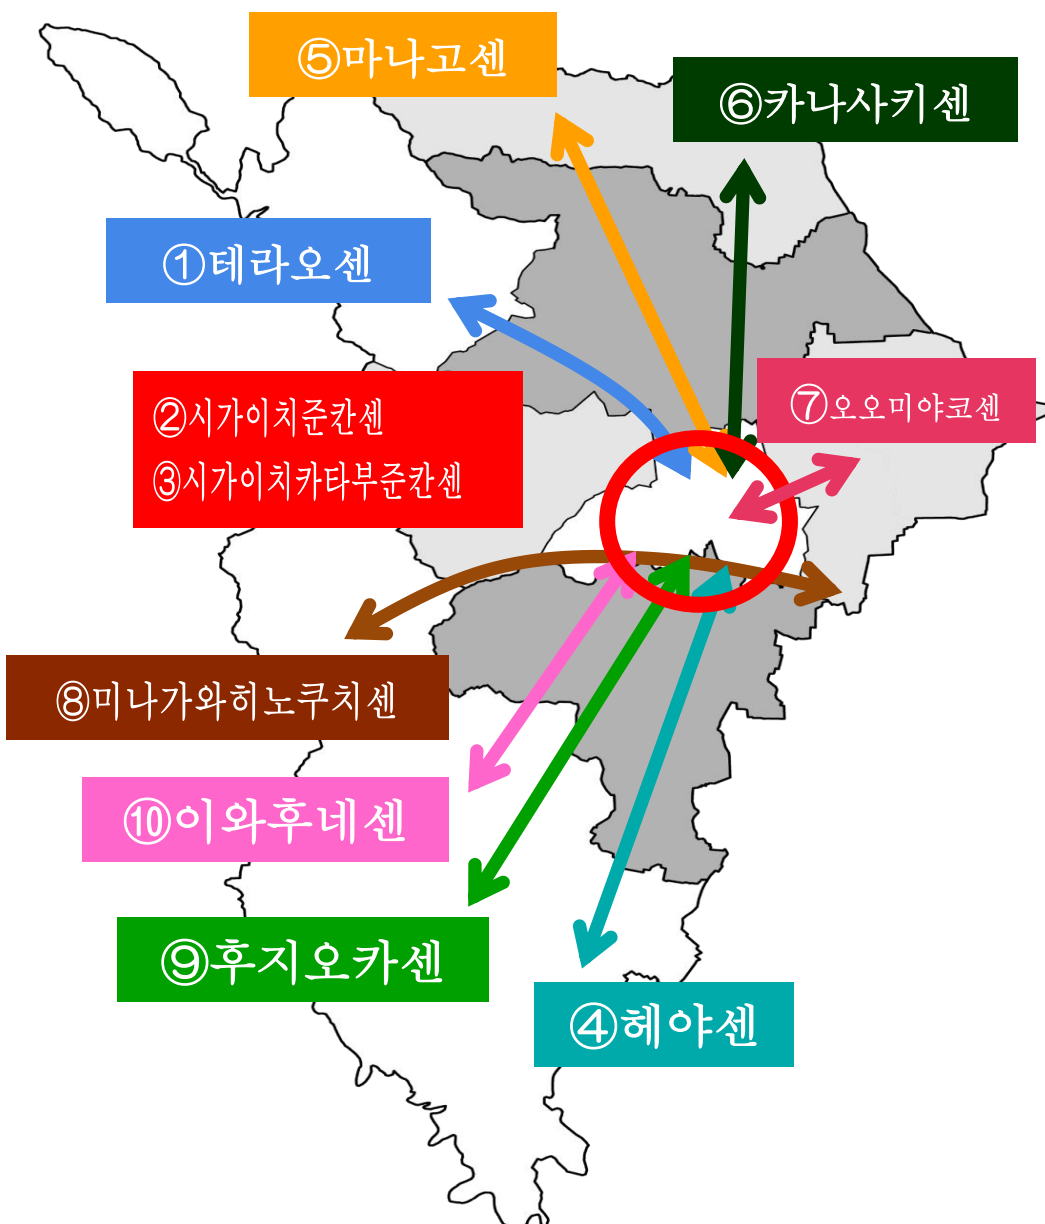 ⑤마나고센
⑥카나사키센
①테라오센
⑦오오미야코센
②시가이치준칸센
③시가이치카타부준칸센
⑧미나가와히노쿠치센
⑩이와후네센
⑨후지오카센
④헤야센